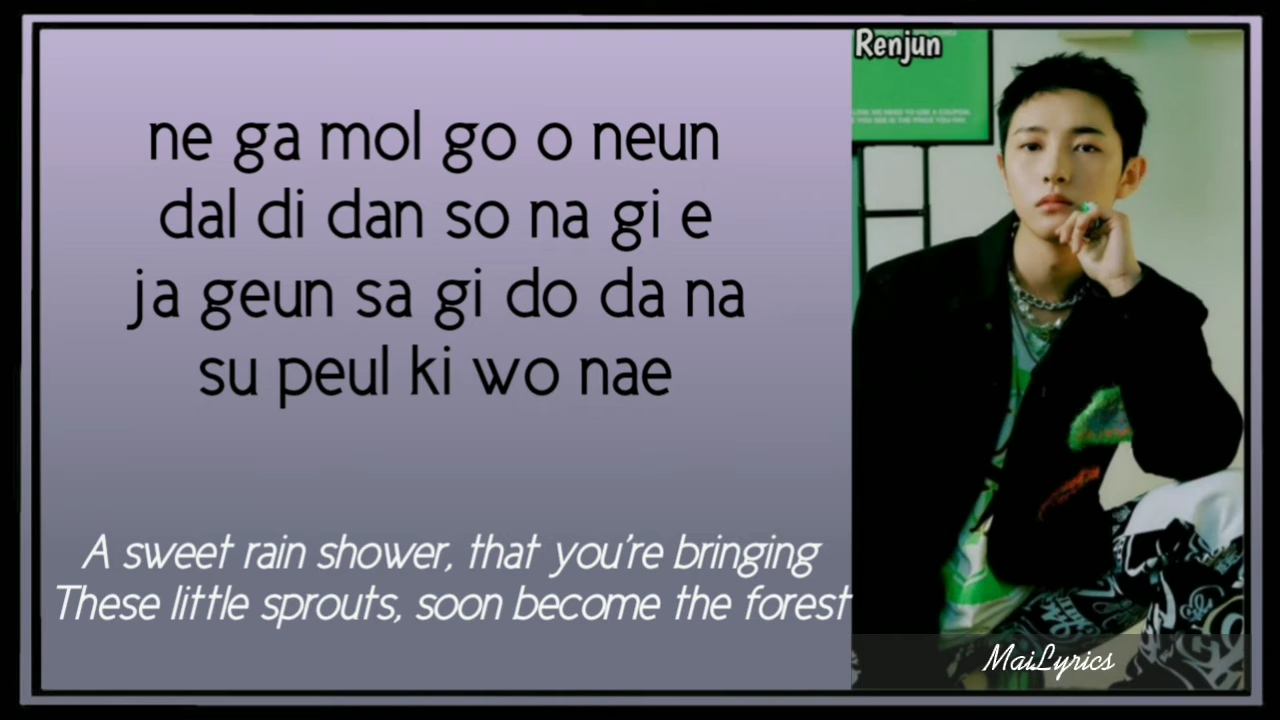 Renjun
ne ga mol go o neun
dal di dan so na gi e
ja geun sa gi do da na
su peul ki wo nae
A sweet rain shower, that you're bringing
These little sprouts, soon become the forest
MaiLyrics